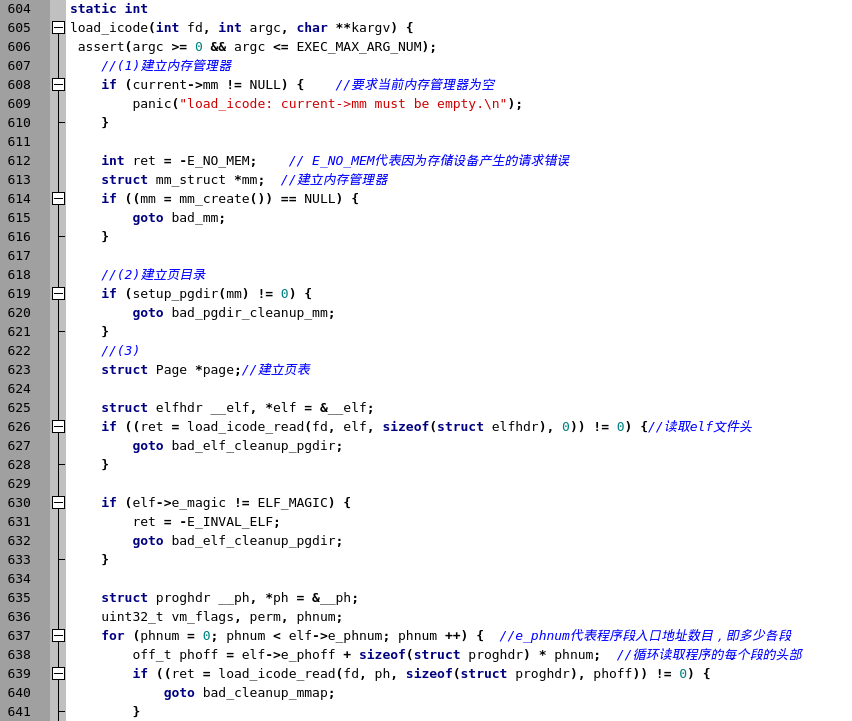 604 static int
605 load_icode(int fd, int argc, char **kargv) {
606  assert(argc >= 0 && argc <= EXEC_MAX_ARG_NUM);
607     //(1)建立内存管理器
608     if (current->mm != NULL) {    //要求当前内存管理器为空
609         panic("load_icode: current->mm must be empty.\n");
610     }
611
612     int ret = -E_NO_MEM;    // E_NO_MEM代表因为存储设备产生的请求错误
613     struct mm_struct *mm;  //建立内存管理器
614     if ((mm = mm_create()) == NULL) {
615         goto bad_mm;
616     }
617
618     //(2)建立页目录
619     if (setup_pgdir(mm) != 0) {
620         goto bad_pgdir_cleanup_mm;
621     }
622     //(3)
623     struct Page *page;//建立页表
624
625     struct elfhdr __elf, *elf = &__elf;
626     if ((ret = load_icode_read(fd, elf, sizeof(struct elfhdr), 0)) != 0) {//读取elf文件头
627         goto bad_elf_cleanup_pgdir;
628     }
629
630     if (elf->e_magic != ELF_MAGIC) {
631         ret = -E_INVAL_ELF;
632         goto bad_elf_cleanup_pgdir;
633     }
634
635     struct proghdr __ph, *ph = &__ph;
636     uint32_t vm_flags, perm, phnum;
637     for (phnum = 0; phnum < elf->e_phnum; phnum ++) {  //e_phnum代表程序段入口地址数目，即多少各段
638         off_t phoff = elf->e_phoff + sizeof(struct proghdr) * phnum;  //循环读取程序的每个段的头部
639         if ((ret = load_icode_read(fd, ph, sizeof(struct proghdr), phoff)) != 0) {
640             goto bad_cleanup_mmap;
641         }